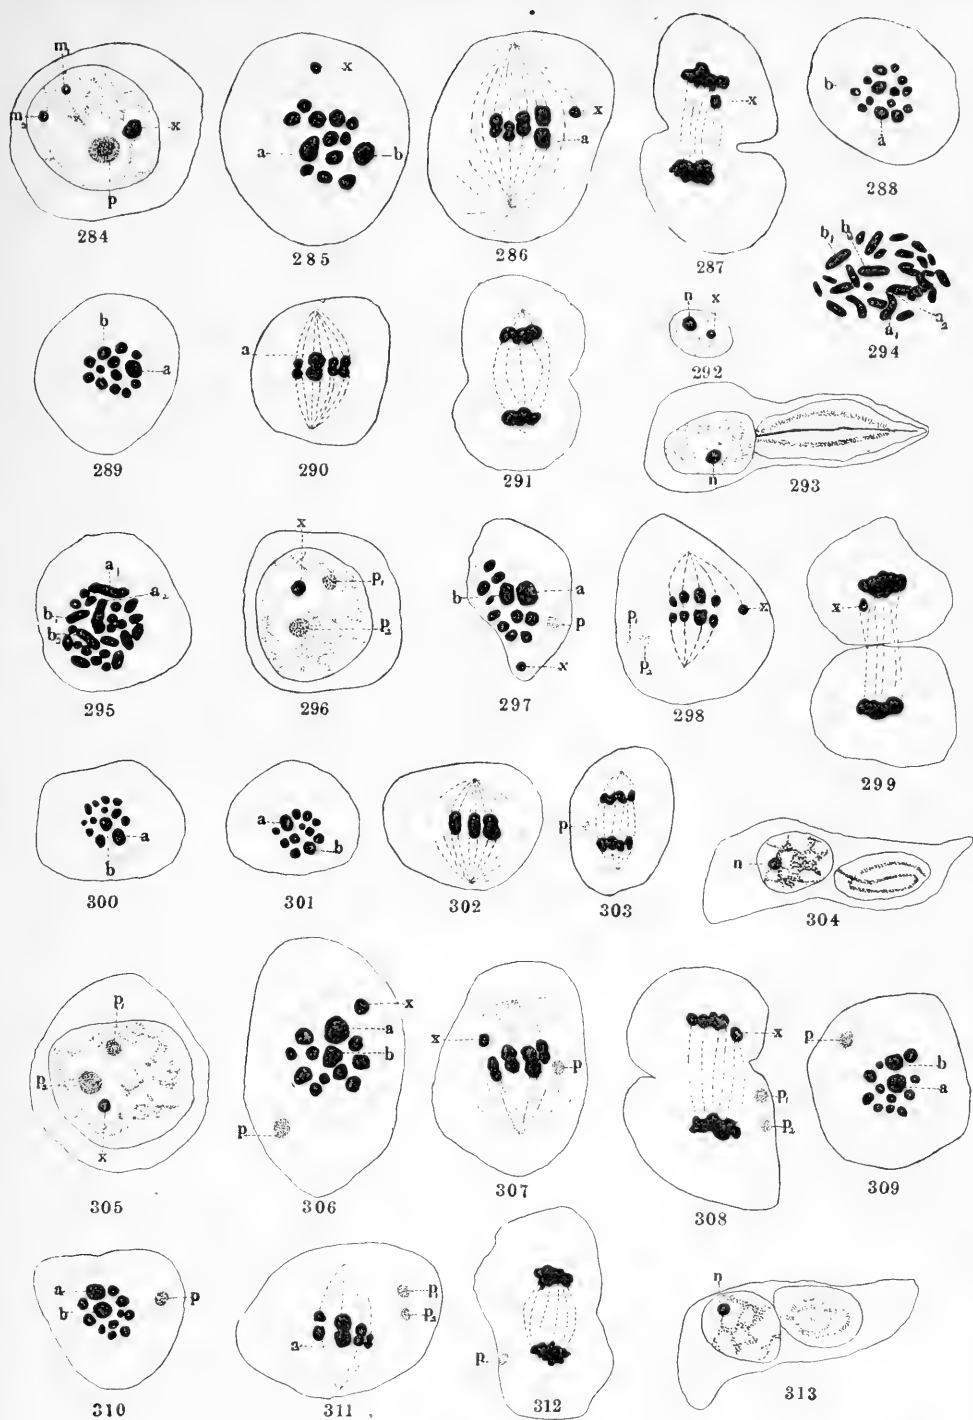 m₁
m₂
x
p
284
x
a
b
285
x
a
286
x
287
b
a
288
b₁
b₂
a₁
a₂
294
b
a
289
a
290
291
n
x
292
n
293
a₁
a₂
b₁
b₂
295
x
p₁
p₂
296
b
a
p
x
297
p₁
p₂
x
298
x
299
a
b
300
a
b
301
302
p
303
n
304
p₁
p₂
x
305
x
a
b
p
306
x
p
307
x
p₁
p₂
308
p
b
a
309
a
b
p
310
p₁
p₂
a
311
p
312
n
313